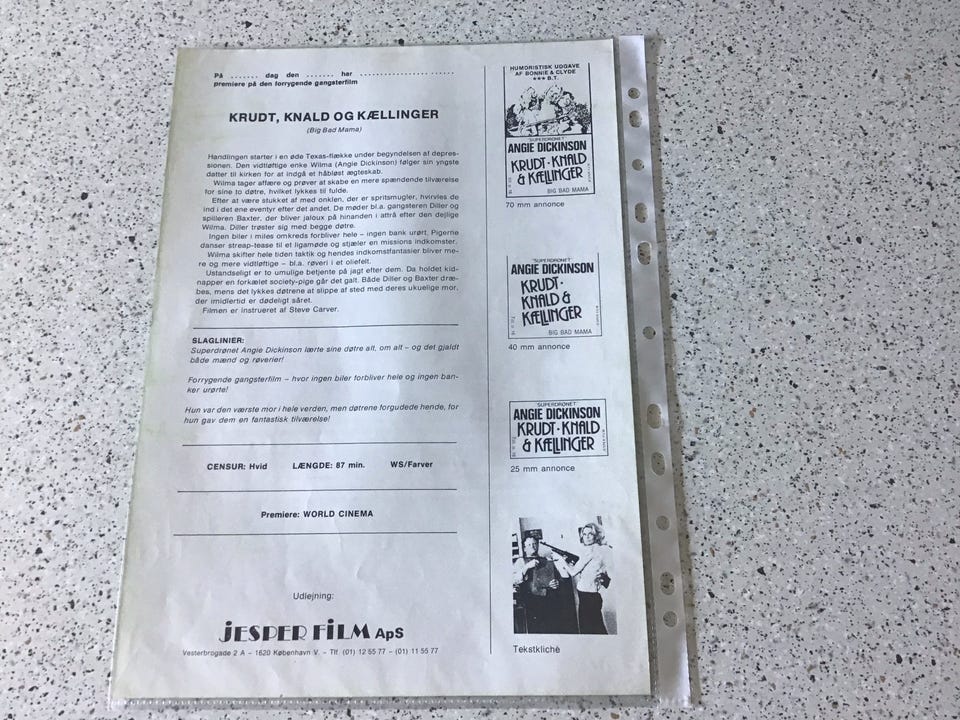 På ....... dag den ....... har ........................
premiere på den forrygende gangsterfilm
KRUDT, KNALD OG KÆLLINGER
(Big Bad Mama)
Handlingen starter i en øde Texas-flække under begyndelsen af depres-
sionen. Den vidtløftige enke Wilma (Angie Dickinson) følger sin yngste
datter til kirken for at indgå et håbløst ægteskab.
Wilma tager affære og prøver at skabe en mere spændende tilværelse
for sine to døtre, hvilket lykkes til fulde.
Efter at være stukket af med onklen, der er spritsmugler, hvirvles de
ind i det ene eventyr efter det andet. De møder bl.a. gangsteren Diller og
spilleren Baxter, der bliver jaloux på hinanden i attrå efter den dejlige
Wilma. Diller trøster sig med begge døtre.
Ingen biler i miles omkreds forbliver hele – ingen bank urørt. Pigerne
danser streap-tease til et ligamøde og stjæler en missions indkomster.
Wilma skifter hele tiden taktik og hendes indkomstfantasier bliver me-
re og mere vidtløftige – bl.a. røveri i et oliefelt.
Ustandseligt er to umulige betjente på jagt efter dem. Da holdet kid-
napper en forkælet society-pige går det galt. Både Diller og Baxter dræ-
bes, mens det lykkes døtrene at slippe af sted med deres ukuelige mor,
der imidlertid er dødeligt såret.
Filmen er instrueret af Steve Carver.
SLAGLINIER:
Superdrønet Angie Dickinson lærte sine døtre alt, om alt – og det gjaldt
både mænd og røverier!
Forrygende gangsterfilm – hvor ingen biler forbliver hele og ingen ban-
ker urørte!
Hun var den værste mor i hele verden, men døtrene forgudede hende, for
hun gav dem en fantastisk tilværelse!
CENSUR: Hvid LÆNGDE: 87 min. WS/Farver
Premiere: WORLD CINEMA
Udlejning:
JESPER FILM ApS
Vesterbrogade 2 A – 1620 København V. – Tlf. (01) 12 55 77 – (01) 11 55 77
HUMORISTISK UDGAVE
AF BONNIE & CLYDE
*** B.T.
"SUPERDRØNET"
ANGIE DICKINSON
KRUDT·KNALD
& KÆLLINGER
BIG BAD MAMA
70 mm annonce
"SUPERDRØNET"
ANGIE DICKINSON
KRUDT·
KNALD &
KÆLLINGER
BIG BAD MAMA
40 mm annonce
"SUPERDRØNET"
ANGIE DICKINSON
KRUDT·KNALD
& KÆLLINGER
25 mm annonce
Tekstklichè